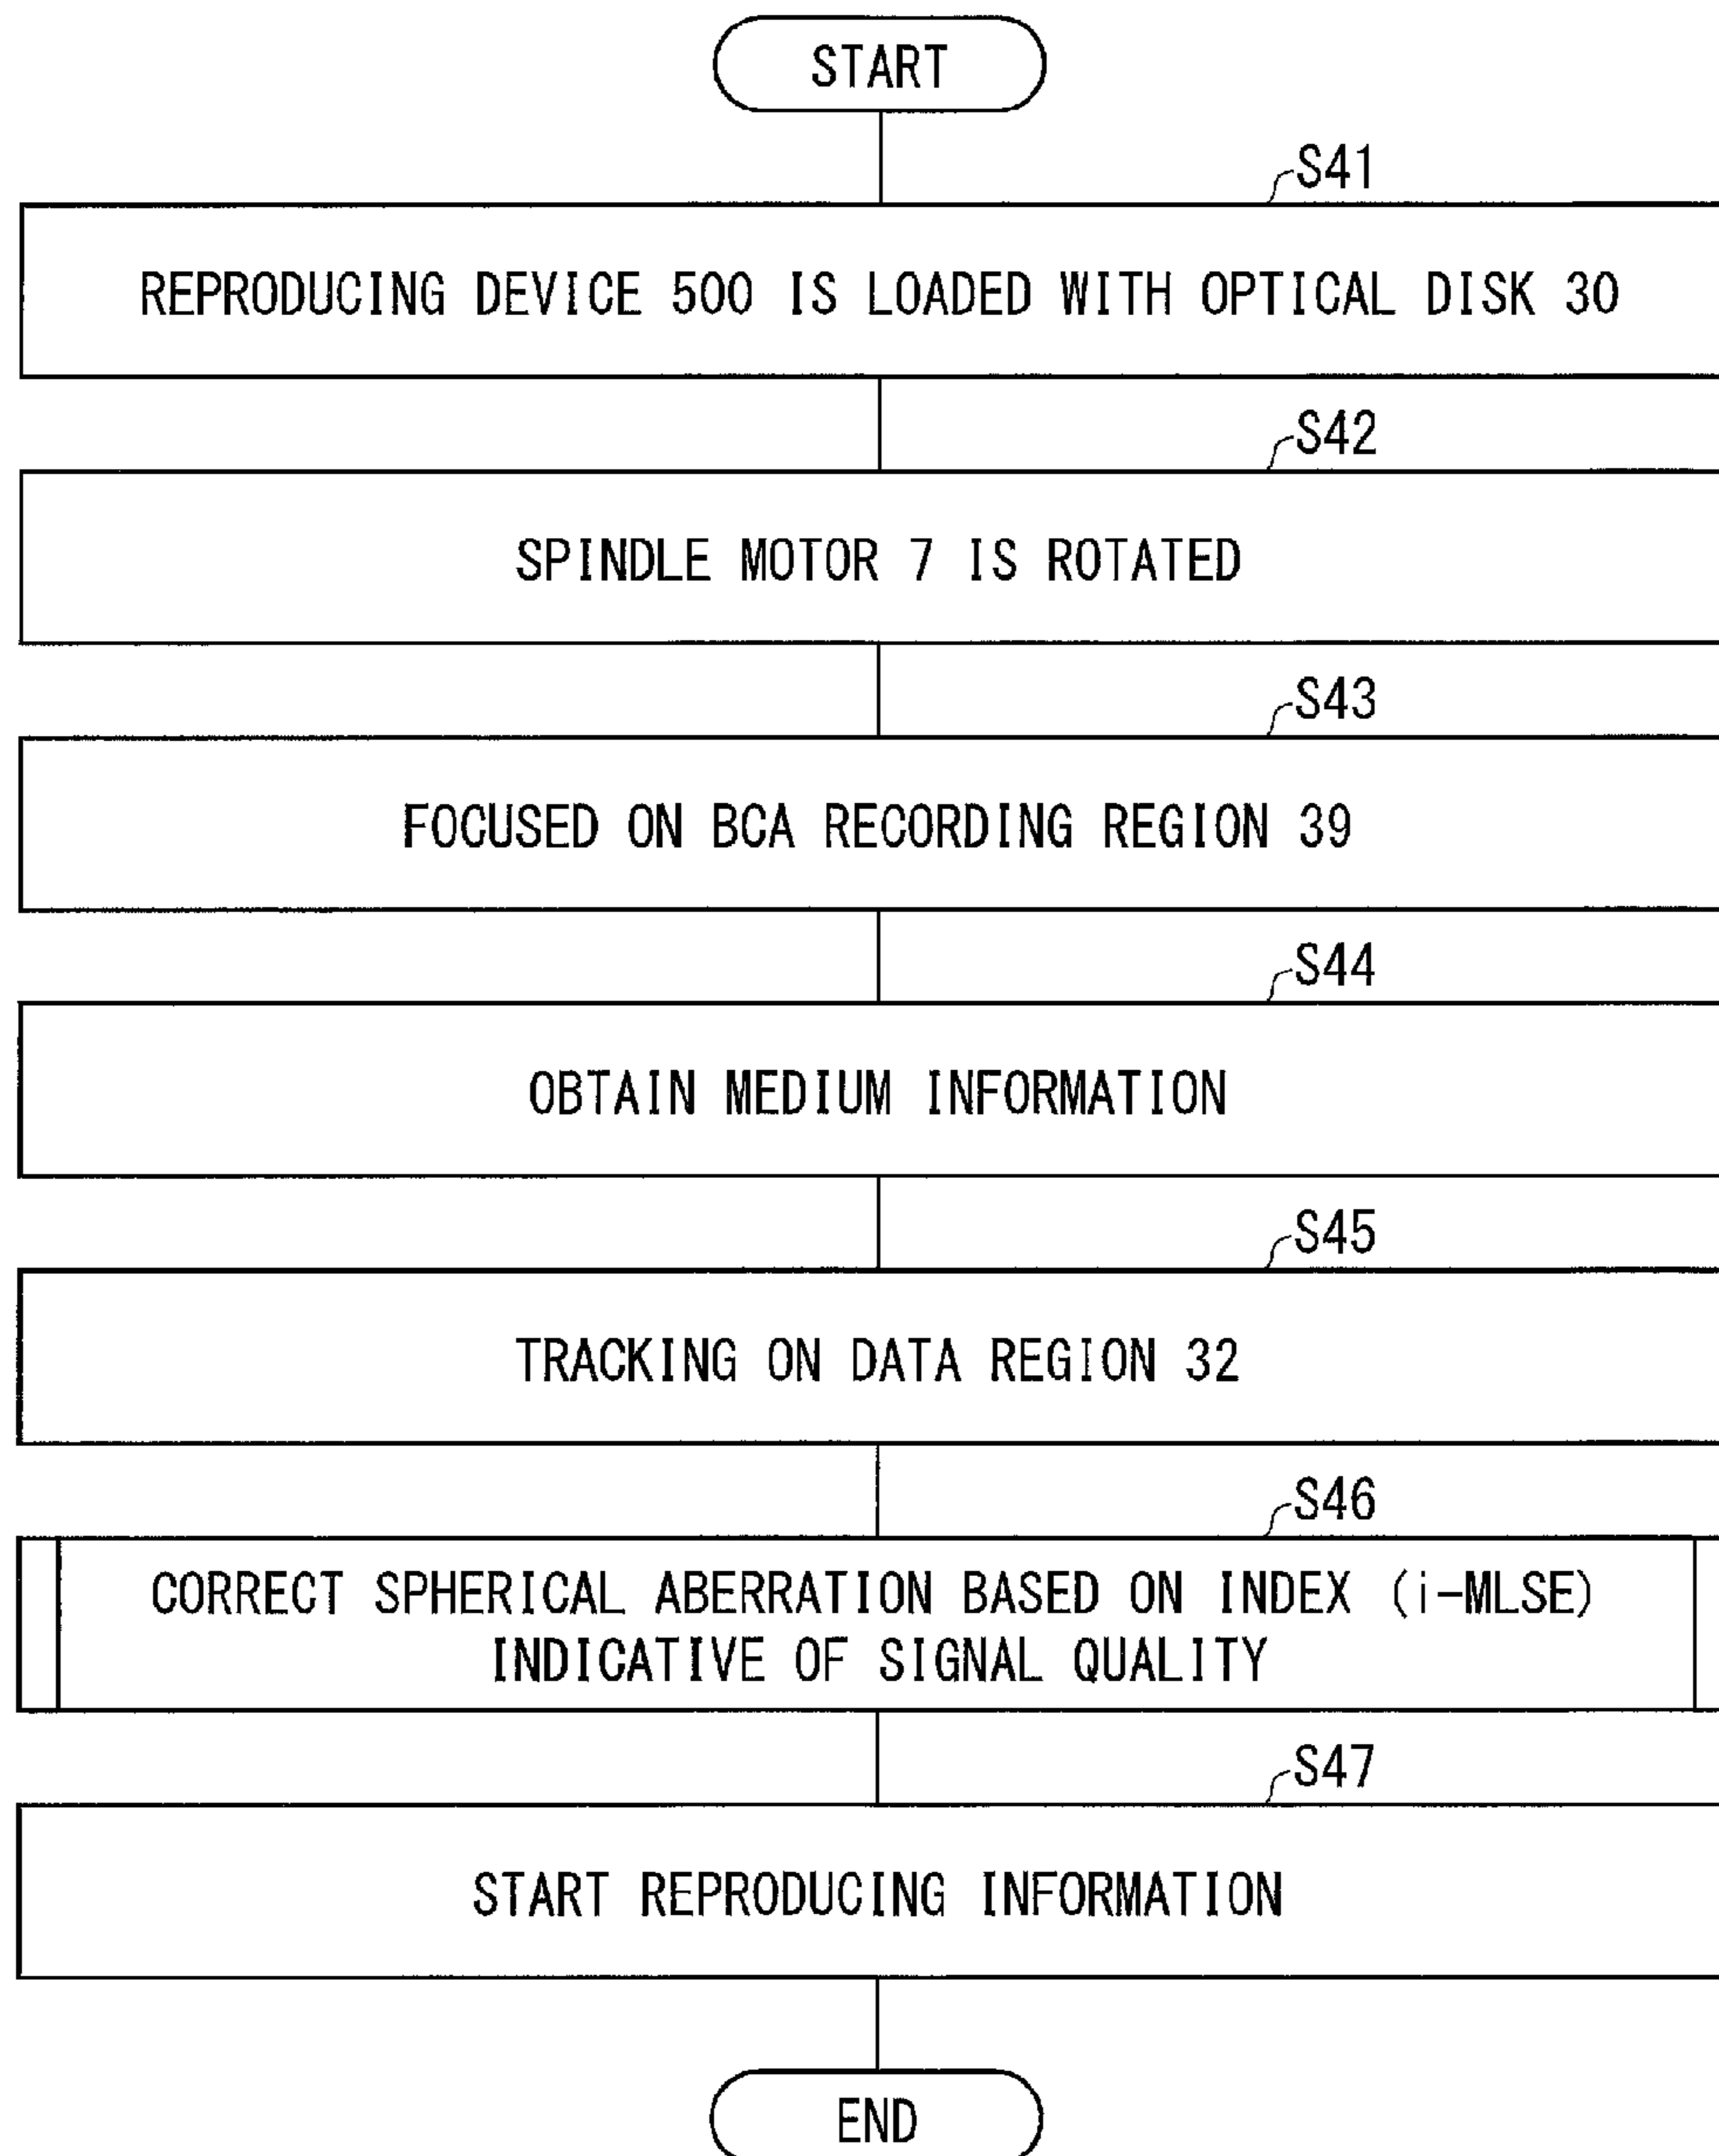 START
S41
REPRODUCING DEVICE 500 IS LOADED WITH OPTICAL DISK 30
S42
SPINDLE MOTOR 7 IS ROTATED
S43
FOCUSED ON BCA RECORDING REGION 39
S44
OBTAIN MEDIUM INFORMATION
S45
TRACKING ON DATA REGION 32
S46
CORRECT SPHERICAL ABERRATION BASED ON INDEX (i-MLSE)
INDICATIVE OF SIGNAL QUALITY
S47
START REPRODUCING INFORMATION
END